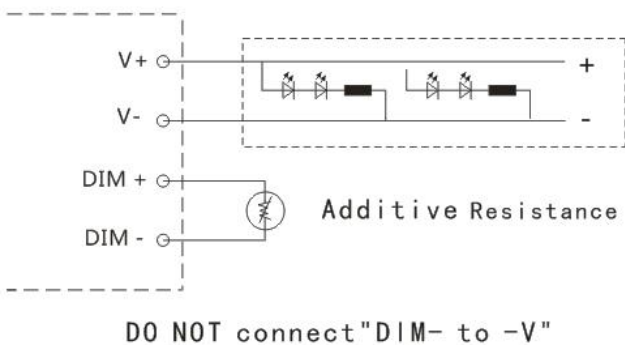 V+
+
V-
-
DIM +
Additive Resistance
DIM -
DO NOT connect"DIM- to -V"